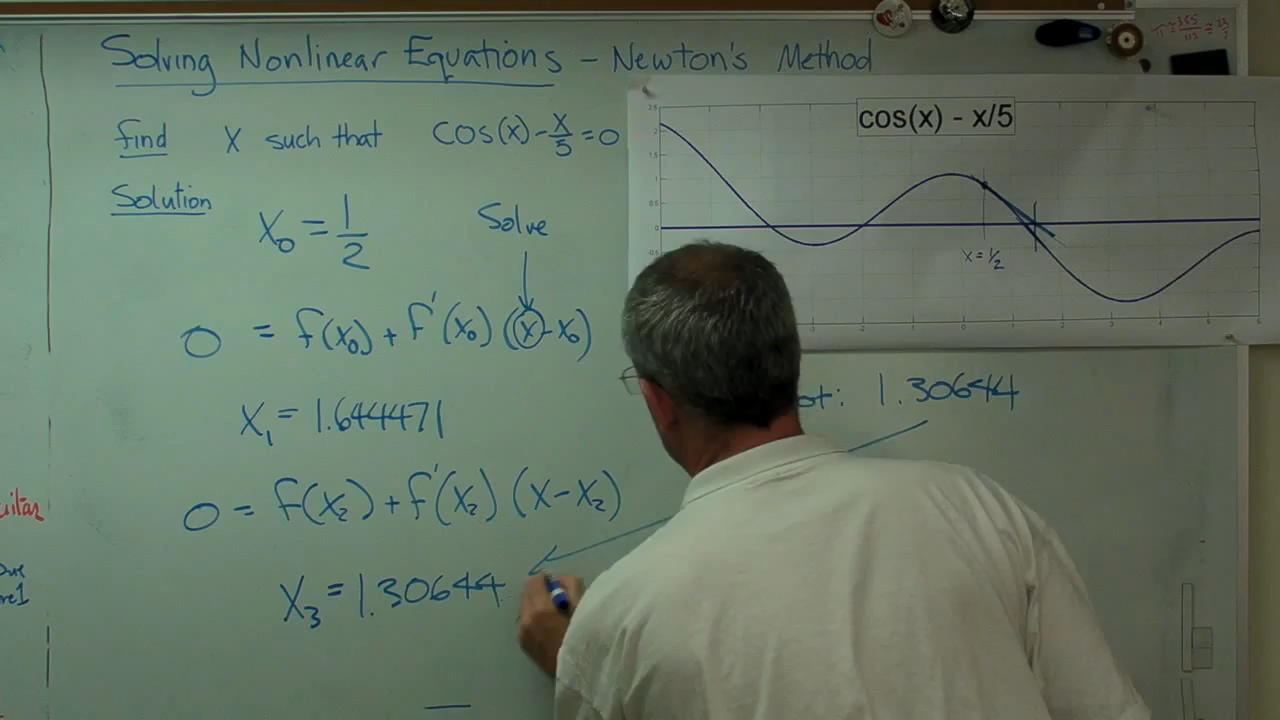 Solving Nonlinear Equations - Newton's Method
find x such that cos(x) - x/5 = 0
Solution
x₀ = 1/2
Solve
0 = f(x₀) + f'(x₀) (x - x₀)
x₁ = 1.644471
0 = f(x₂) + f'(x₂) (x - x₂)
x₃ = 1.30644
cos(x) - x/5
x = 1/2
ot: 1.30644